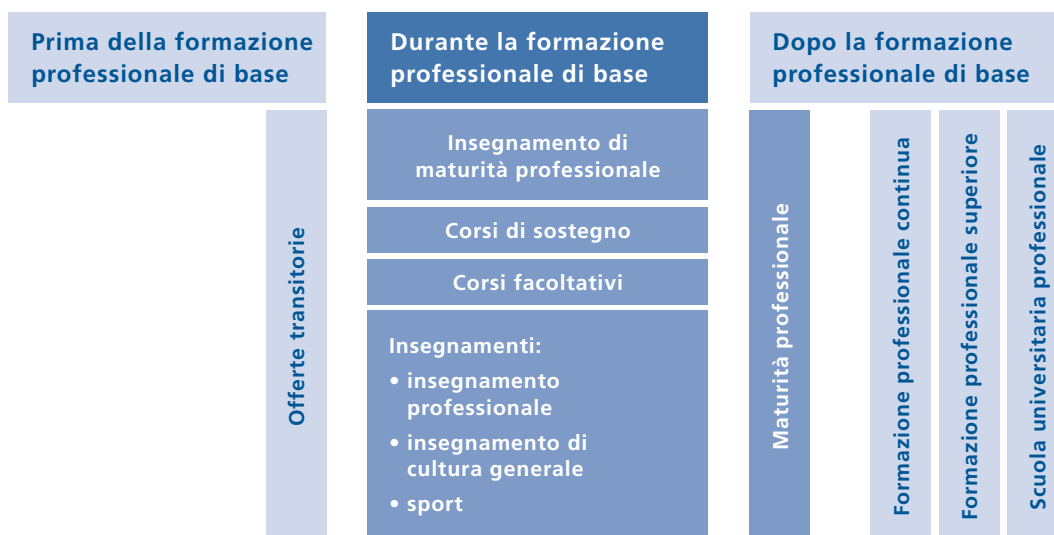 Prima della formazione
professionale di base
Offerte transitorie
Durante la formazione
professionale di base
Insegnamento di
maturità professionale
Corsi di sostegno
Corsi facoltativi
Insegnamenti:
• insegnamento
professionale
• insegnamento di
cultura generale
• sport
Dopo la formazione
professionale di base
Maturità professionale
Formazione professionale continua
Formazione professionale superiore
Scuola universitaria professionale